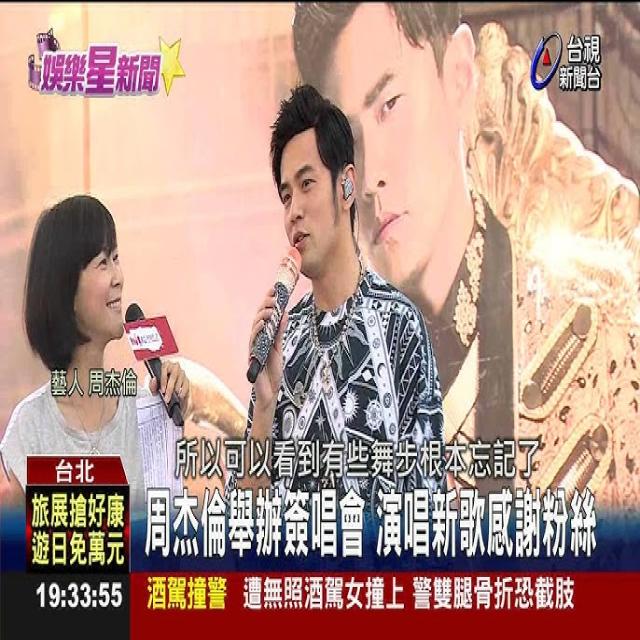 娛樂星新聞
台視
新聞台
藝人 周杰倫
所以可以看到有些舞步根本忘記了
台北
旅展搶好康
遊日免萬元
周杰倫舉辦簽唱會 演唱新歌感謝粉絲
19:33:55
酒駕撞警 遭無照酒駕女撞上 警雙腿骨折恐截肢